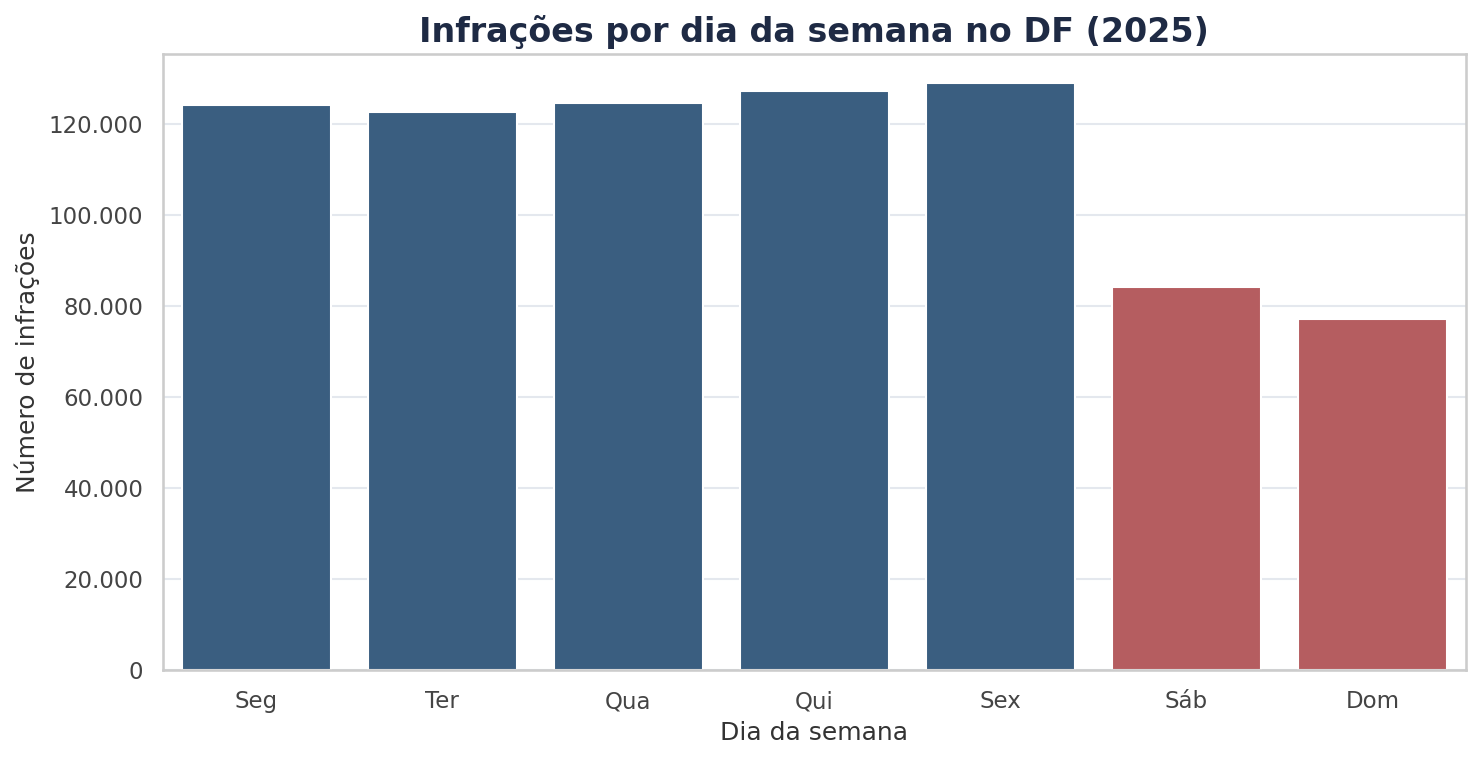 Infrações por dia da semana no DF (2025)
Número de infrações
120.000
100.000
80.000
60.000
40.000
20.000
0
Seg Ter Qua Qui Sex Sáb Dom
Dia da semana